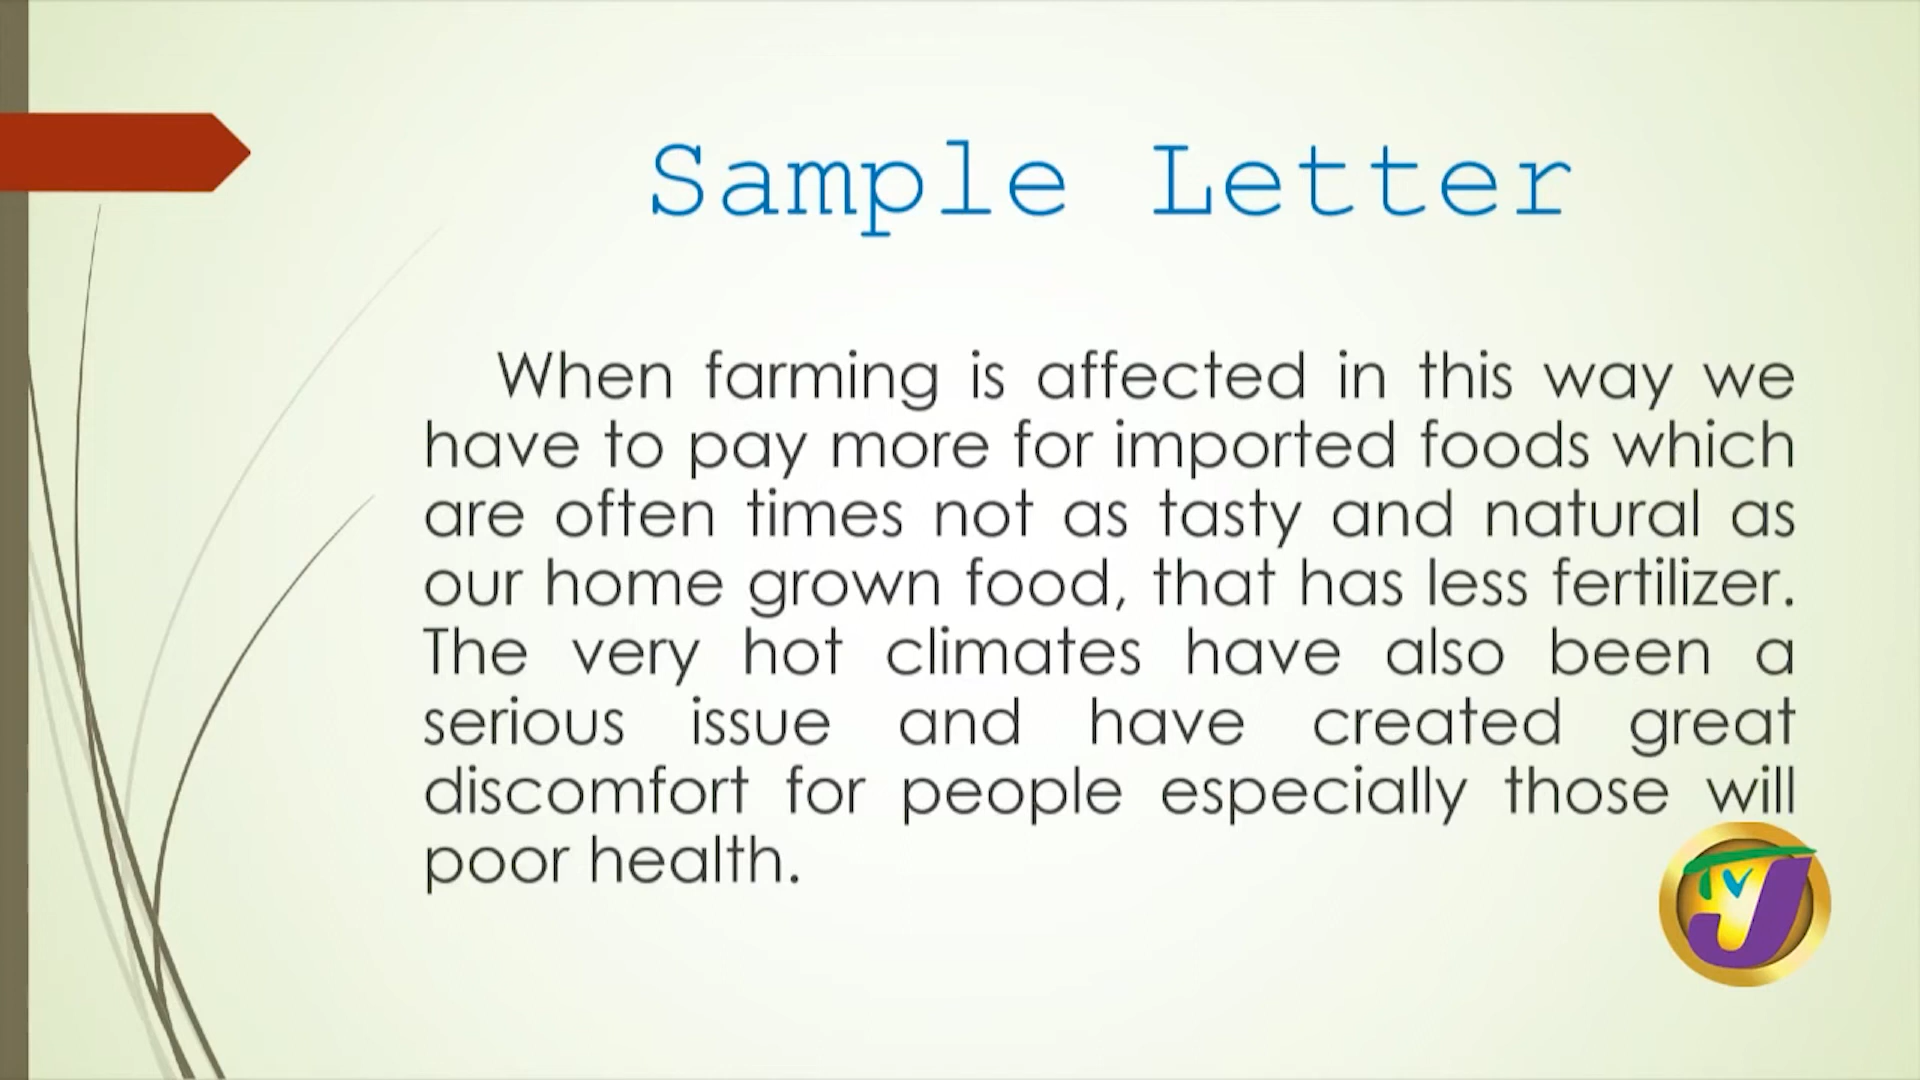 Sample Letter
When farming is affected in this way we
have to pay more for imported foods which
are often times not as tasty and natural as
our home grown food, that has less fertilizer.
The very hot climates have also been a
serious issue and have created great
discomfort for people especially those will
poor health.
TVJ